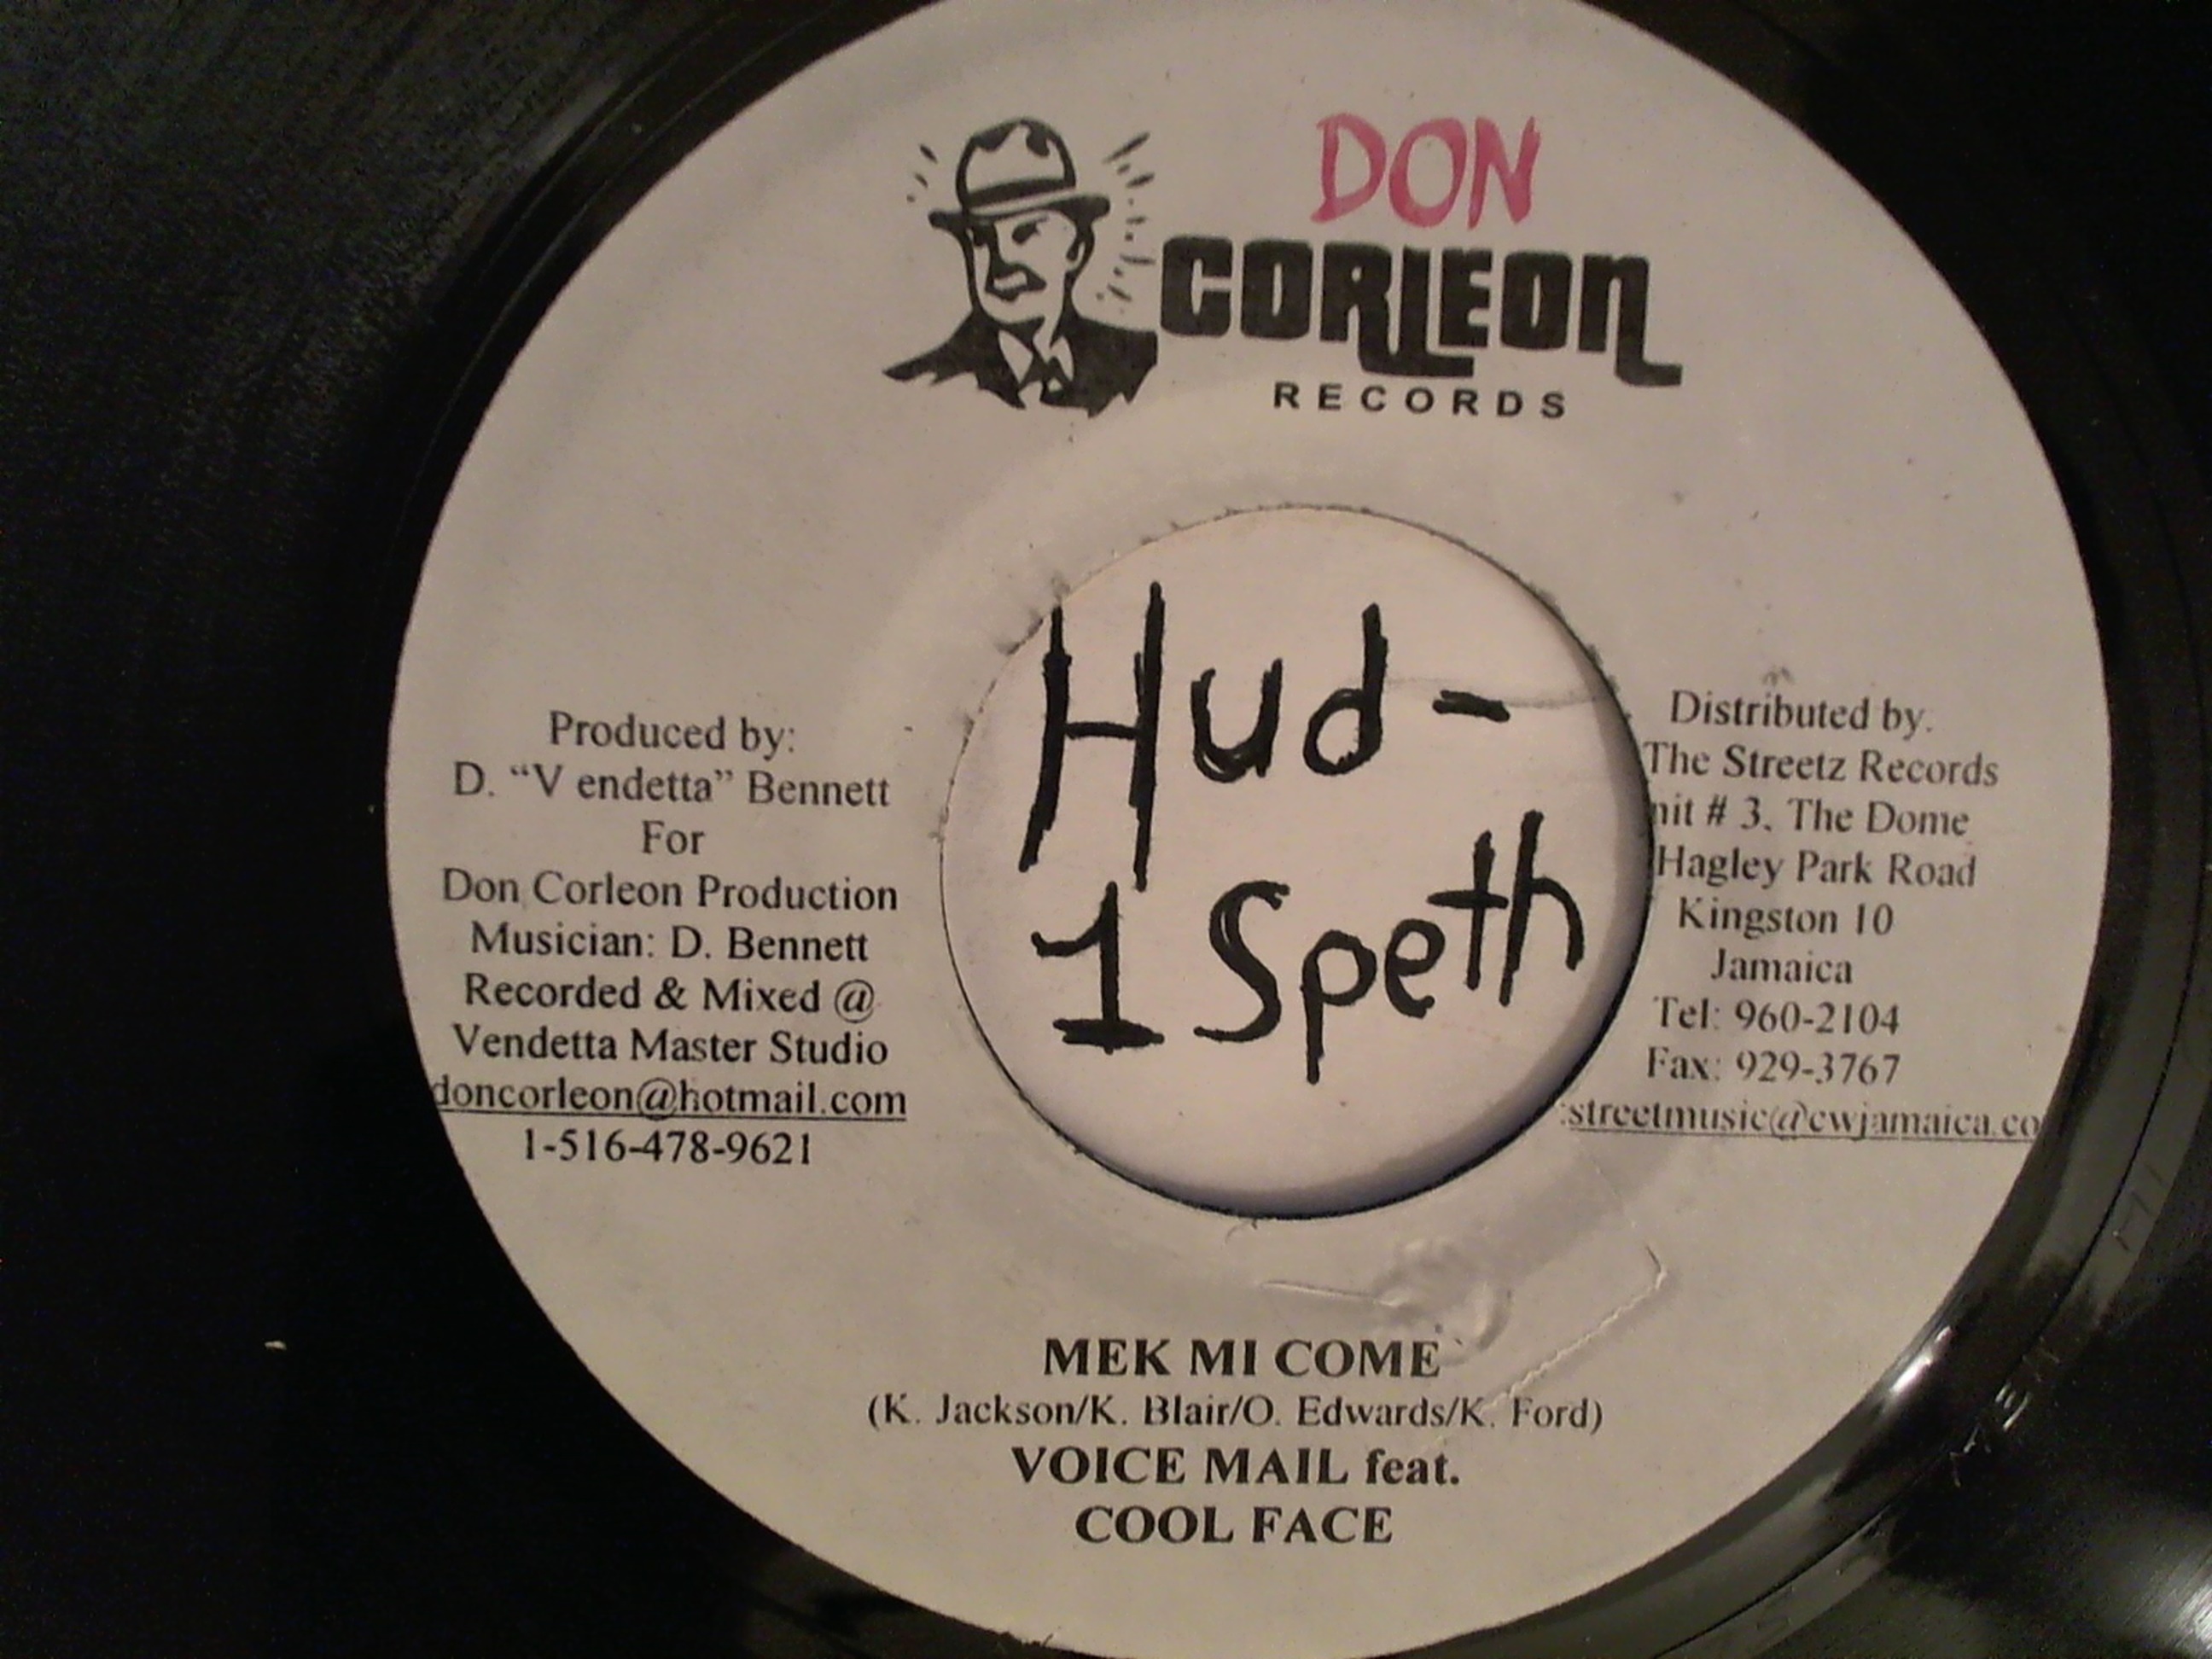 DON
CORLEON
RECORDS
Hud-
1 Speth
Produced by:
D. “V endetta” Bennett
For
Don Corleon Production
Musician: D. Bennett
Recorded & Mixed @
Vendetta Master Studio
doncorleon@hotmail.com
1-516-478-9621
Distributed by.
The Streetz Records
nit # 3, The Dome
Hagley Park Road
Kingston 10
Jamaica
Tel: 960-2104
Fax: 929-3767
:streetmusic@cwjamaica.co
MEK MI COME
(K. Jackson/K. Blair/O. Edwards/K. Ford)
VOICE MAIL feat.
COOL FACE